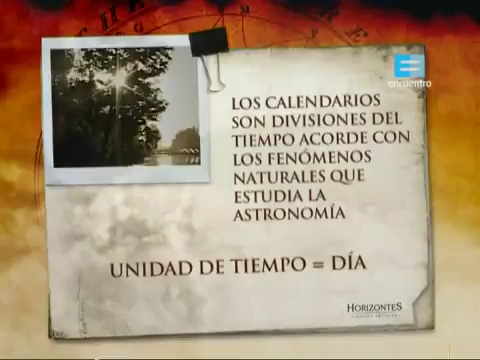 encuentro
LOS CALENDARIOS
SON DIVISIONES DEL
TIEMPO ACORDE CON
LOS FENÓMENOS
NATURALES QUE
ESTUDIA LA
ASTRONOMÍA
UNIDAD DE TIEMPO = DÍA
HORIZONTES